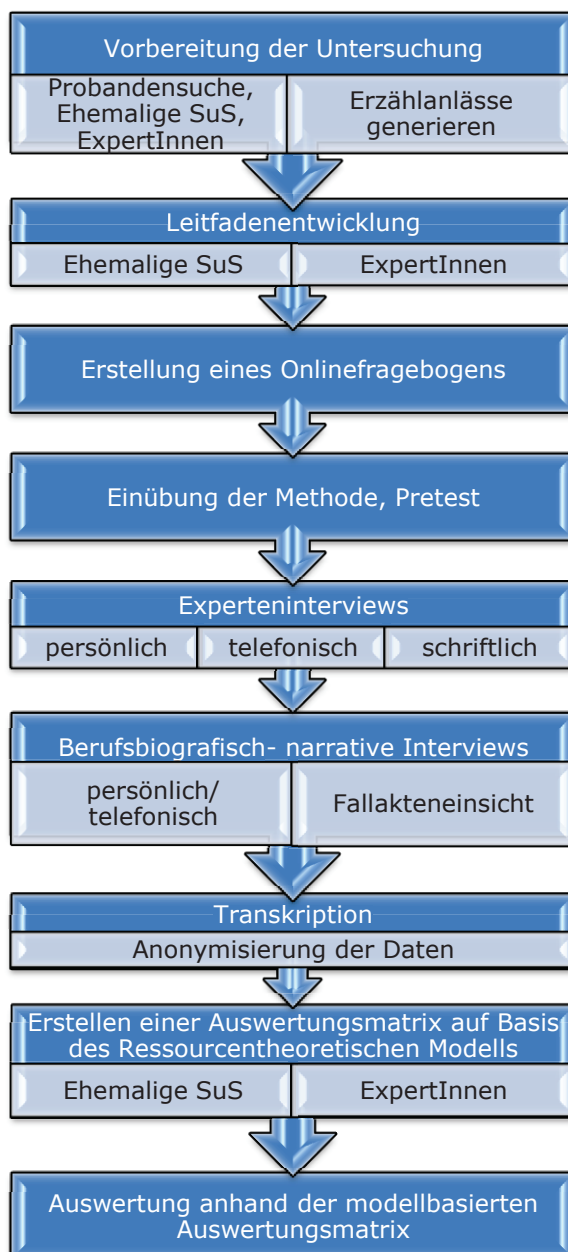 Vorbereitung der Untersuchung
Probandensuche,
Ehemalige SuS,
ExpertInnen
Erzählanlässe
generieren
Leitfadenentwicklung
Ehemalige SuS
ExpertInnen
Erstellung eines Onlinefragebogens
Einübung der Methode, Pretest
Experteninterviews
persönlich
telefonisch
schriftlich
Berufsbiografisch- narrative Interviews
persönlich/
telefonisch
Fallakteneinsicht
Transkription
Anonymisierung der Daten
Erstellen einer Auswertungsmatrix auf Basis
des Ressourcentheoretischen Modells
Ehemalige SuS
ExpertInnen
Auswertung anhand der modellbasierten
Auswertungsmatrix